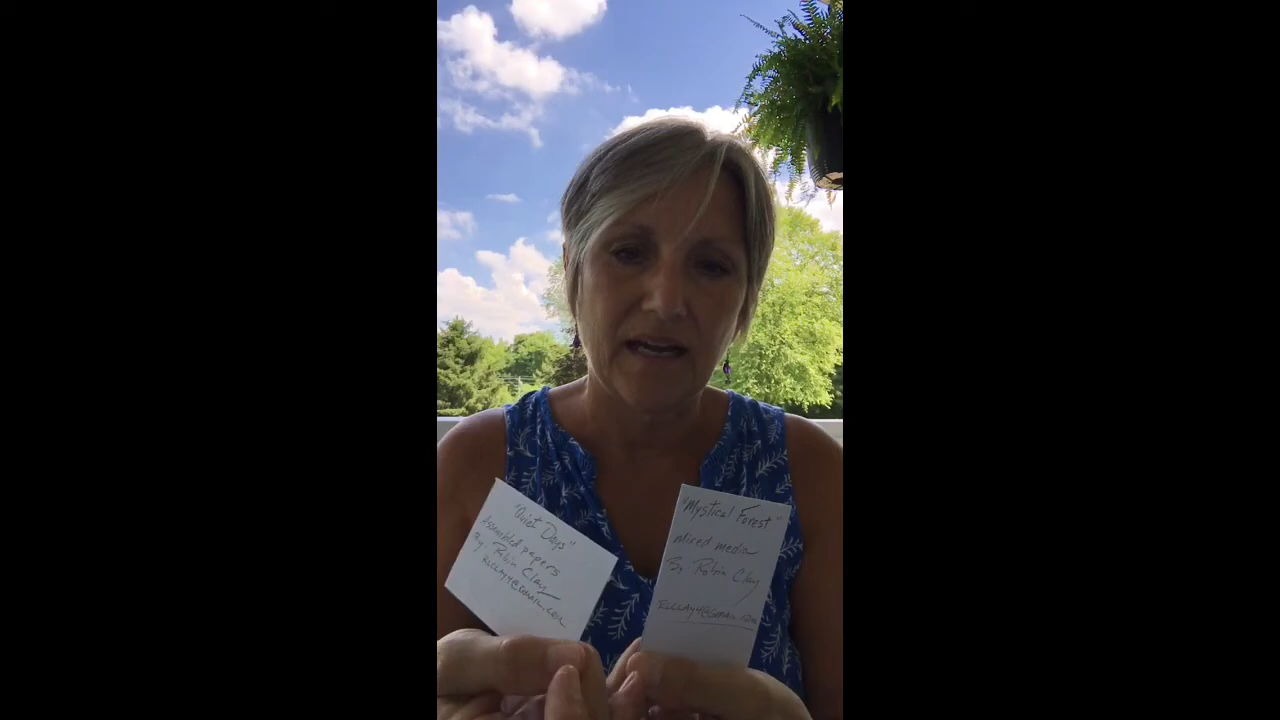 "Quiet Days"
Assembled papers
By: Robin Clay
"Mystical Forest"
Mixed media
By: Robin Clay